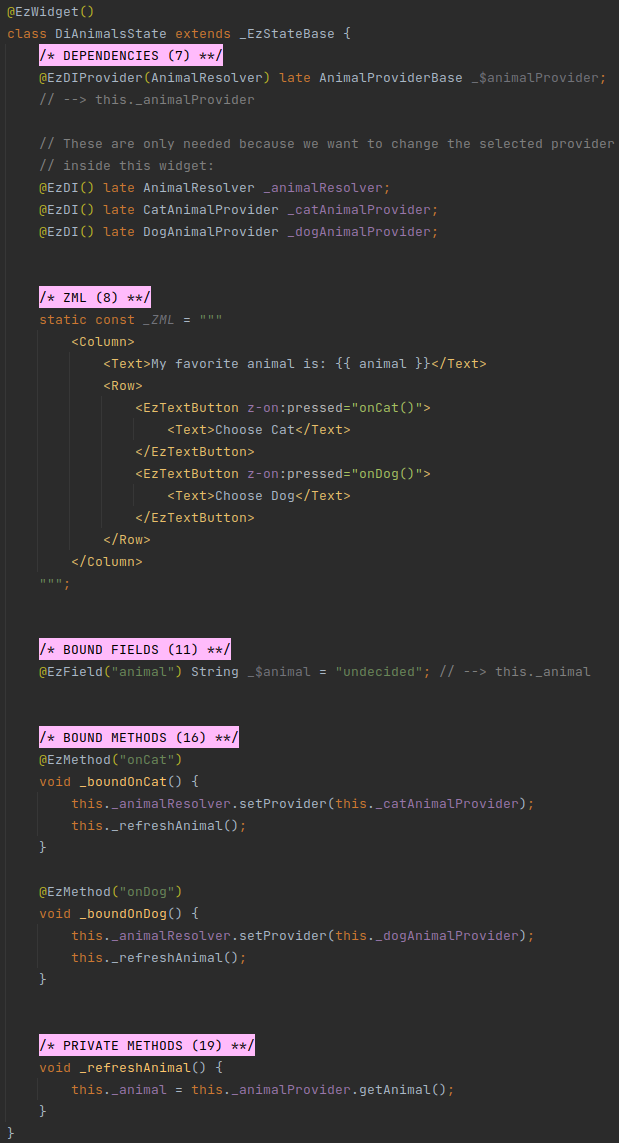 @EzWidget()
class DiAnimalsState extends _EzStateBase {
/* DEPENDENCIES (7) **/
@EzDIProvider(AnimalResolver) late AnimalProviderBase _$animalProvider;
// --> this._animalProvider
// These are only needed because we want to change the selected provider
// inside this widget:
@EzDI() late AnimalResolver _animalResolver;
@EzDI() late CatAnimalProvider _catAnimalProvider;
@EzDI() late DogAnimalProvider _dogAnimalProvider;
/* ZML (8) **/
static const _ZML = """
<Column>
<Text>My favorite animal is: {{ animal }}</Text>
<Row>
<EzTextButton z-on:pressed="onCat()">
<Text>Choose Cat</Text>
</EzTextButton>
<EzTextButton z-on:pressed="onDog()">
<Text>Choose Dog</Text>
</EzTextButton>
</Row>
</Column>
""";
/* BOUND FIELDS (11) **/
@EzField("animal") String _$animal = "undecided"; // --> this._animal
/* BOUND METHODS (16) **/
@EzMethod("onCat")
void _boundOnCat() {
this._animalResolver.setProvider(this._catAnimalProvider);
this._refreshAnimal();
}
@EzMethod("onDog")
void _boundOnDog() {
this._animalResolver.setProvider(this._dogAnimalProvider);
this._refreshAnimal();
}
/* PRIVATE METHODS (19) **/
void _refreshAnimal() {
this._animal = this._animalProvider.getAnimal();
}
}